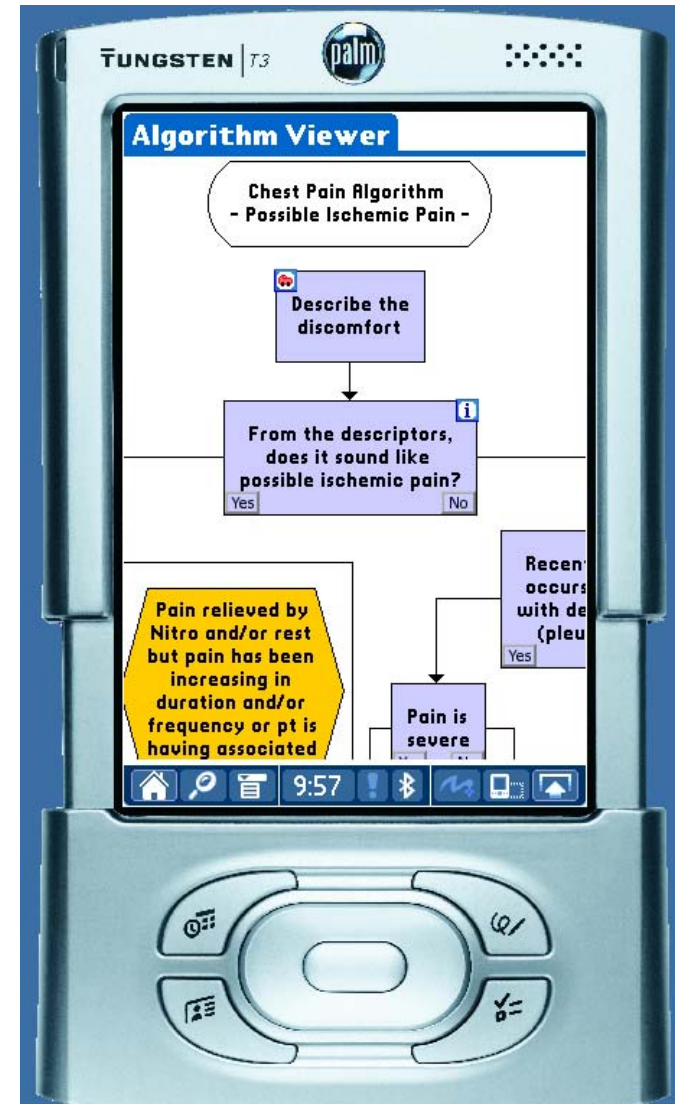 TUNGSTEN T3
palm
Algorithm Viewer
Chest Pain Algorithm
- Possible Ischemic Pain -
Describe the
discomfort
i
From the descriptors,
does it sound like
possible ischemic pain?
Yes No
Recen
occurs
with de
(pleu
Yes
Pain relieved by
Nitro and/or rest
but pain has been
increasing in
duration and/or
frequency or pt is
having associated
Pain is
severe
9:57